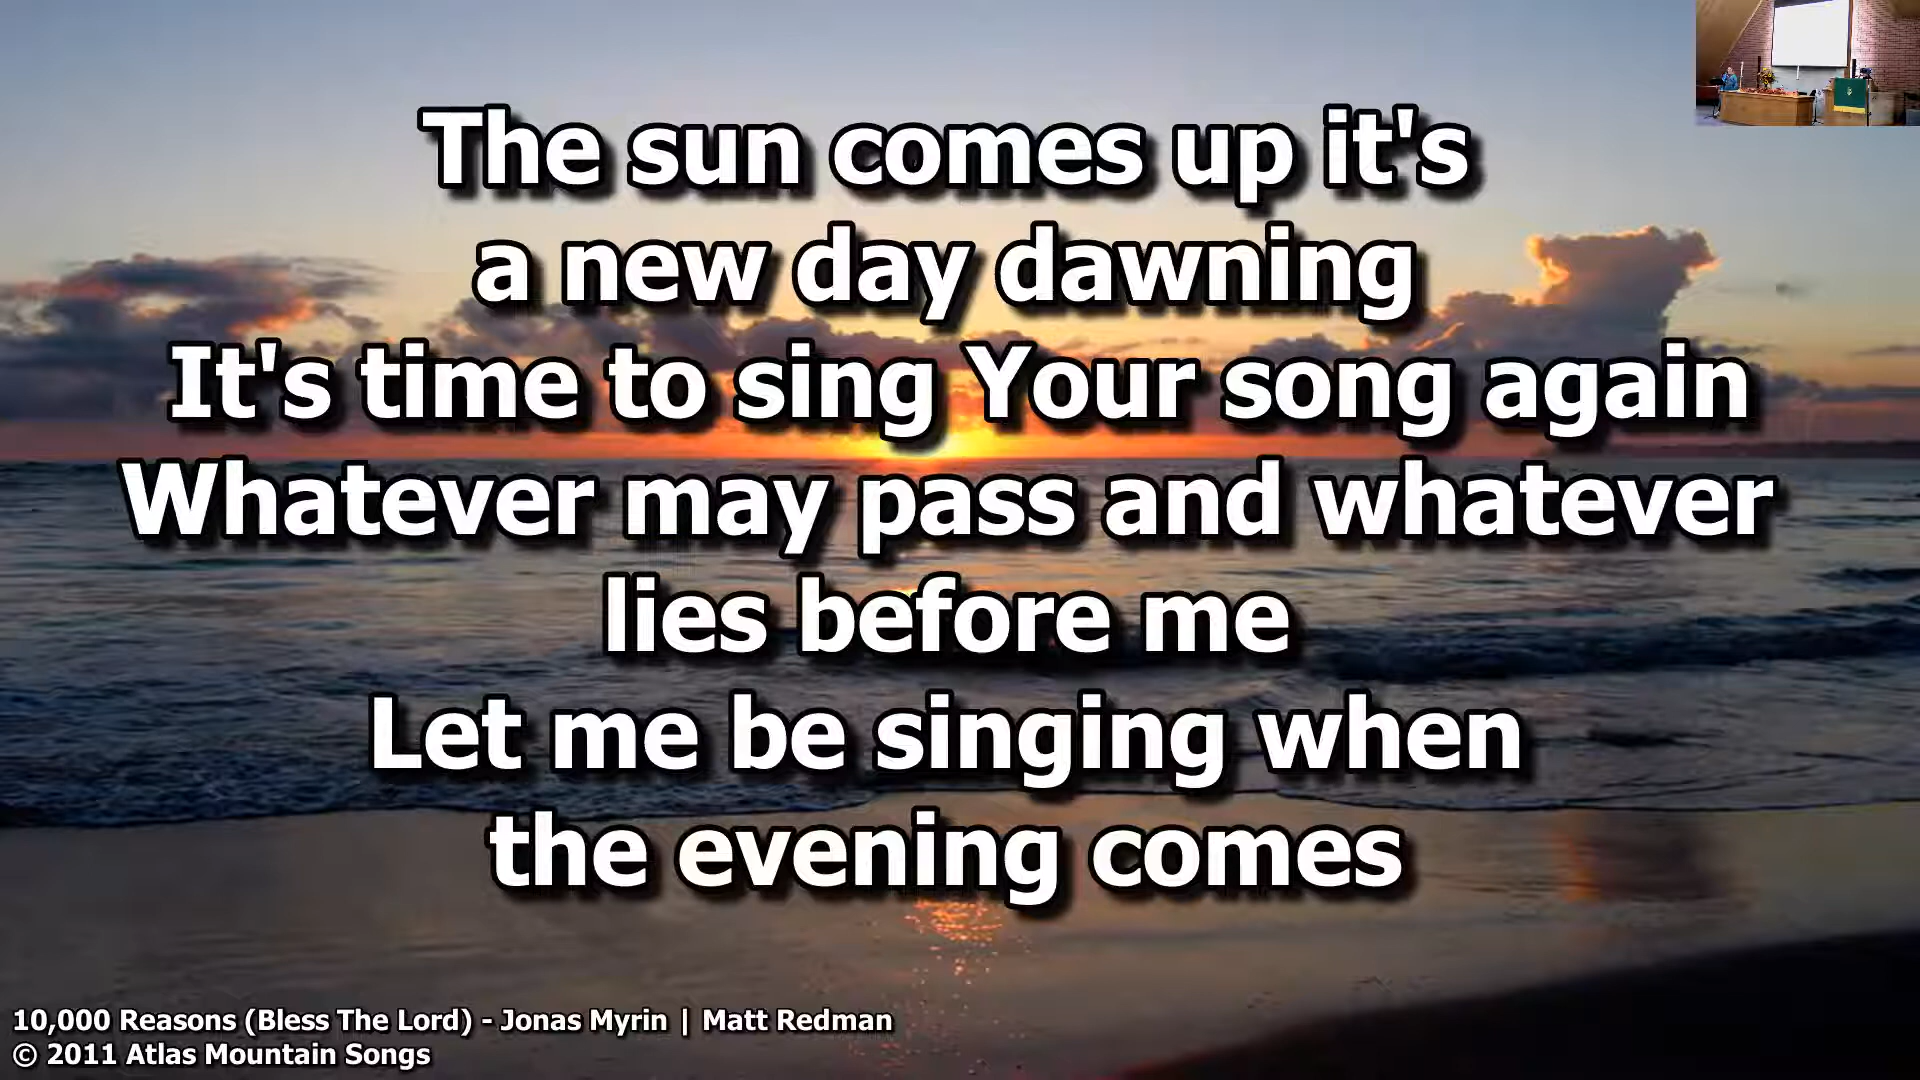 The sun comes up it's
a new day dawning
It's time to sing Your song again
Whatever may pass and whatever
lies before me
Let me be singing when
the evening comes
10,000 Reasons (Bless The Lord) - Jonas Myrin | Matt Redman
© 2011 Atlas Mountain Songs